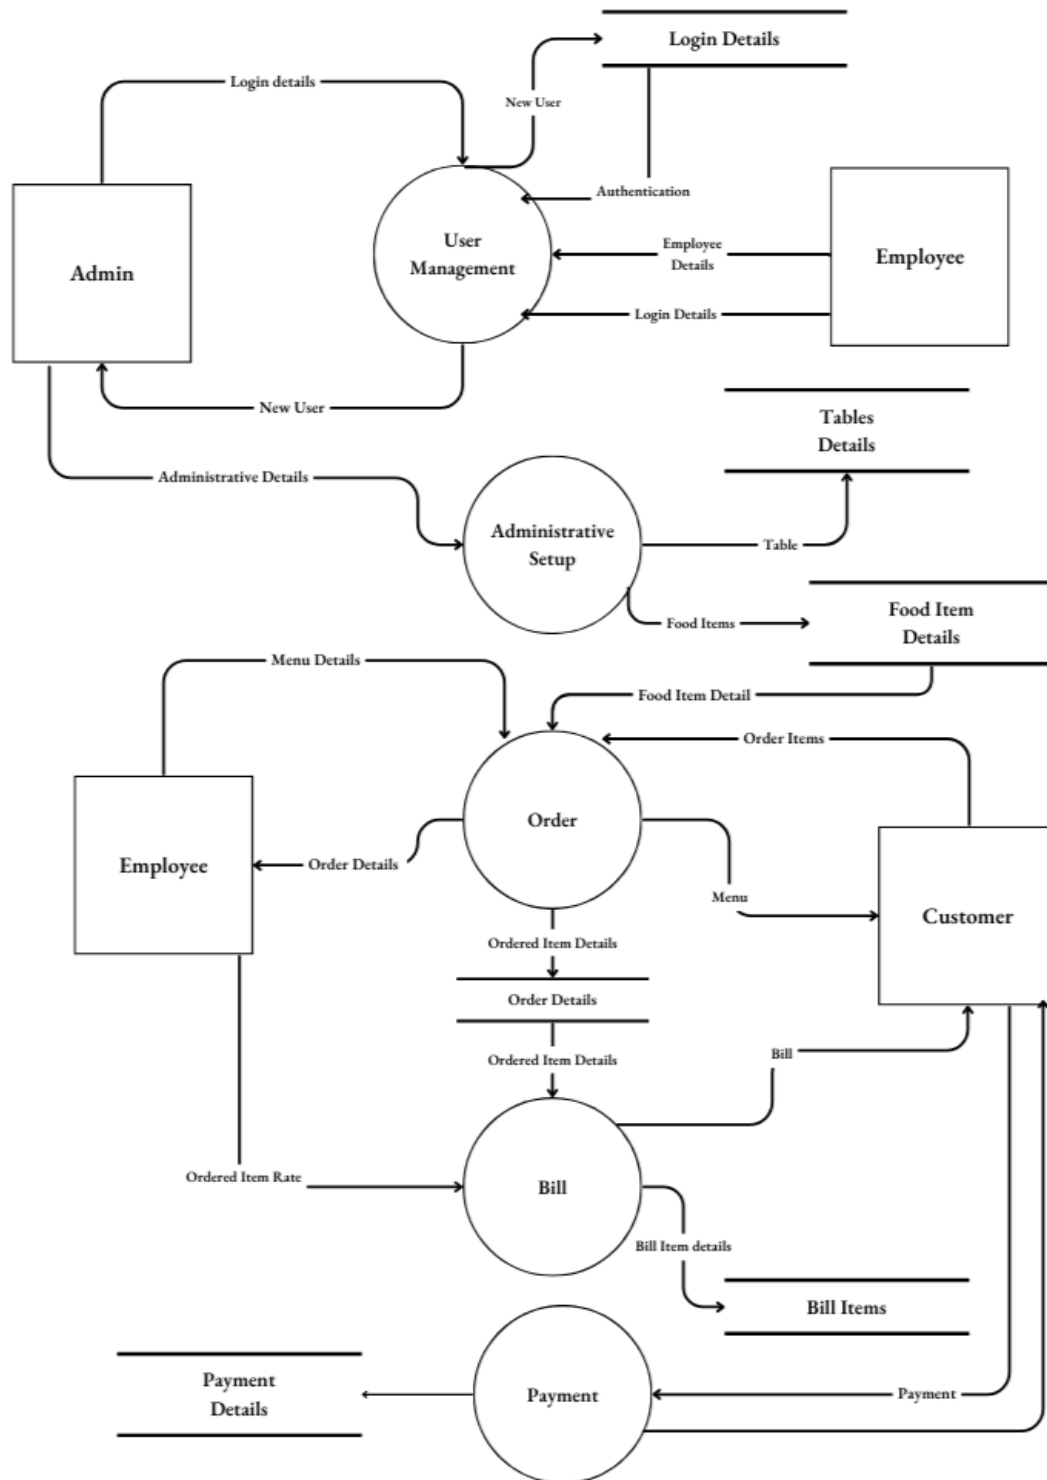 Login Details
Login details
New User
Authentication
User
Management
Employee
Details
Employee
Admin
Login Details
New User
Tables
Details
Administrative Details
Administrative
Setup
Table
Food Item
Details
Food Items
Menu Details
Food Item Detail
Order Items
Order
Employee
Order Details
Menu
Customer
Ordered Item Details
Order Details
Ordered Item Details
Bill
Ordered Item Rate
Bill
Bill Item details
Bill Items
Payment
Details
Payment
Payment